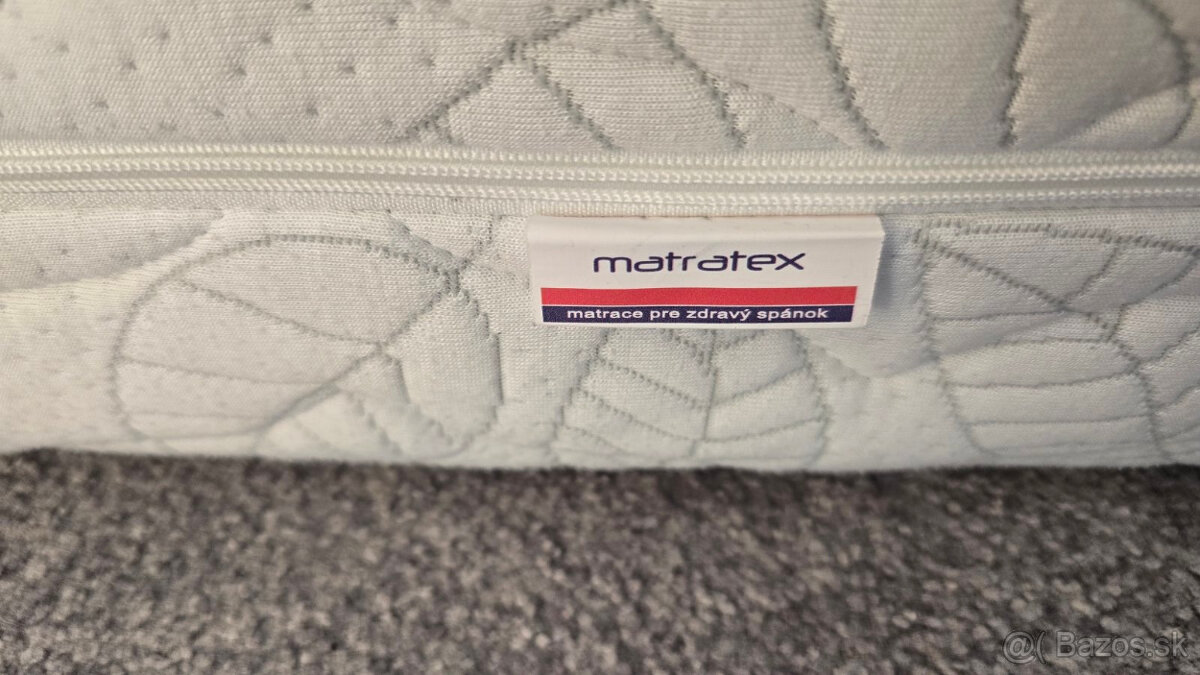 matratex
matrace pre zdravý spánok
@( Bazos.sk